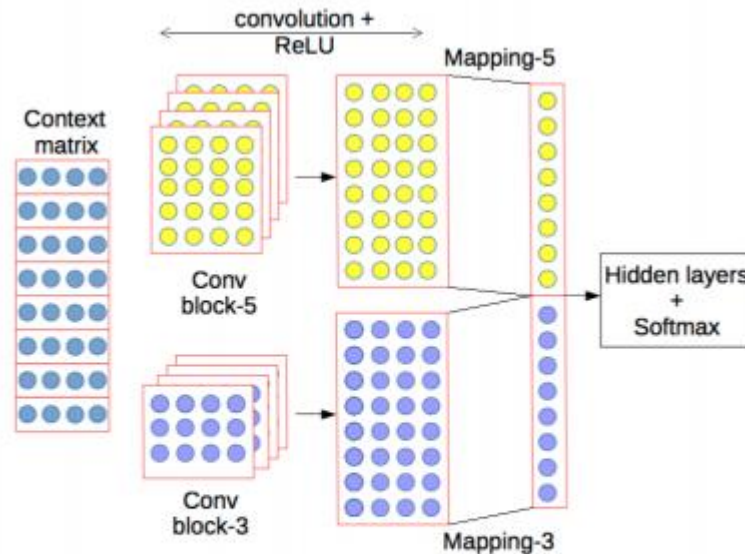 convolution +
ReLU
Mapping-5
Context
matrix
Conv
block-5
Hidden layers
+
Softmax
Conv
block-3
Mapping-3